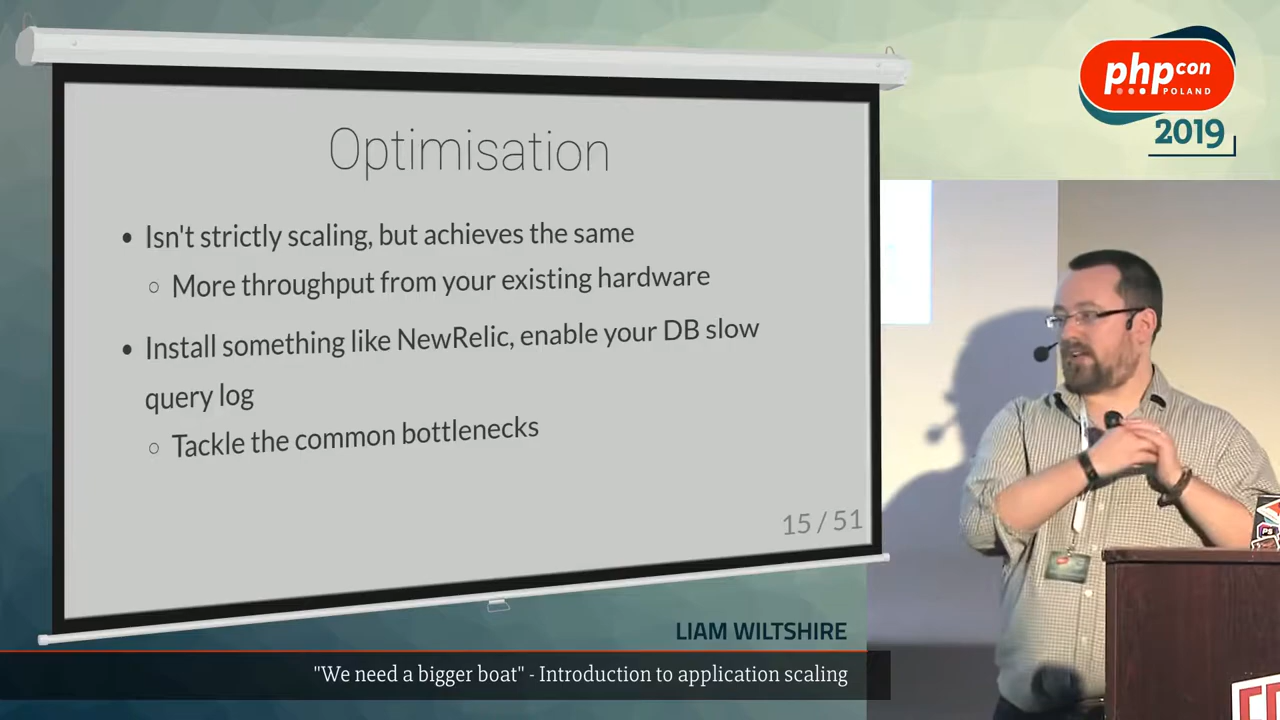 Optimisation
• Isn't strictly scaling, but achieves the same
○ More throughput from your existing hardware
• Install something like NewRelic, enable your DB slow
query log
○ Tackle the common bottlenecks
15 / 51
php con
POLAND
2019
LIAM WILTSHIRE
"We need a bigger boat" - Introduction to application scaling